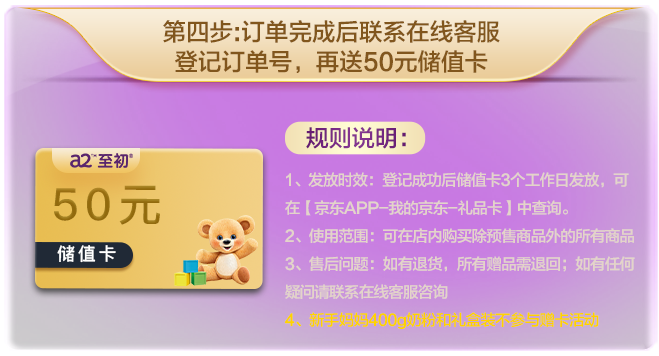 第四步:订单完成后联系在线客服
登记订单号，再送50元储值卡
规则说明：
a2™至初®
50元
储值卡
1、发放时效：登记成功后储值卡3个工作日发放，可
在【京东APP-我的京东-礼品卡】中查询。
2、使用范围：可在店内购买除预售商品外的所有商品
3、售后问题：如有退货，所有赠品需退回；如有任何
疑问请联系在线客服咨询
4、新手妈妈400g奶粉和礼盒装不参与赠卡活动